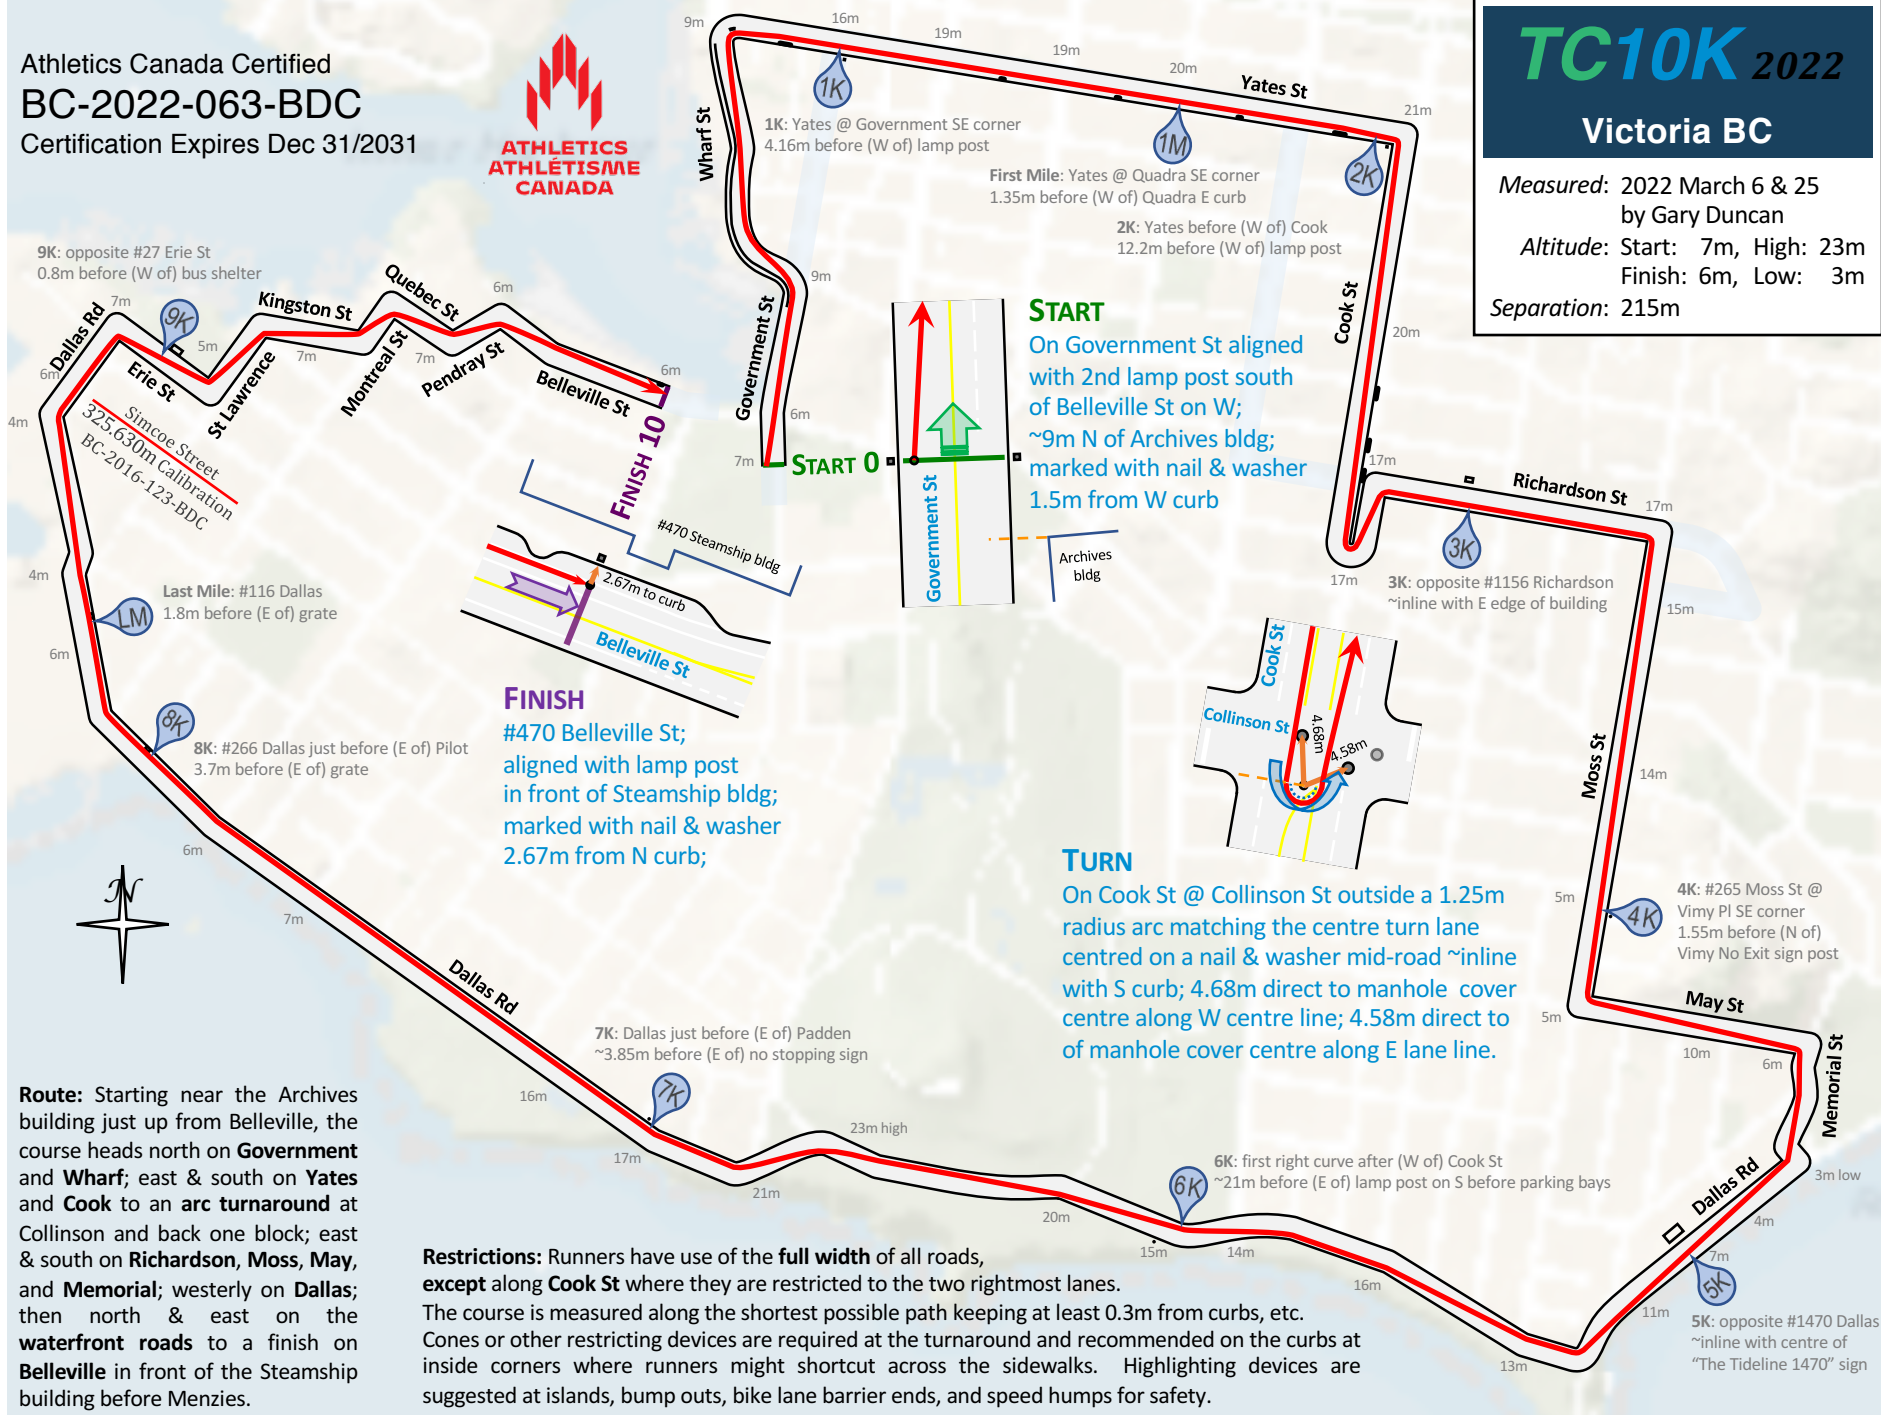 Athletics Canada Certified
BC-2022-063-BDC
Certification Expires Dec 31/2031
ATHLETICS
ATHLÉTISME
CANADA
TC10K 2022
Victoria BC
Measured: 2022 March 6 & 25
by Gary Duncan
Altitude: Start: 7m, High: 23m
Finish: 6m, Low: 3m
Separation: 215m
9m
16m
19m
19m
20m
Yates St
21m
1K
1M
2K
Wharf St
1K: Yates @ Government SE corner
4.16m before (W of) lamp post
First Mile: Yates @ Quadra SE corner
1.35m before (W of) Quadra E curb
2K: Yates before (W of) Cook
12.2m before (W of) lamp post
9K: opposite #27 Erie St
0.8m before (W of) bus shelter
Dallas Rd
7m
9K
Kingston St
Quebec St
6m
9m
Government St
Cook St
20m
6m
5m
Erie St
St Lawrence
7m
Montreal St
7m
Pendray St
Belleville St
6m
4m
Simcoe Street
325.630m Calibration
BC-2016-123-BDC
FINISH 10
6m
7m
START 0
START
On Government St aligned
with 2nd lamp post south
of Belleville St on W;
~9m N of Archives bldg;
marked with nail & washer
1.5m from W curb
Government St
Archives
bldg
17m
Richardson St
17m
3K
17m
3K: opposite #1156 Richardson
~inline with E edge of building
15m
#470 Steamship bldg
2.67m to curb
Belleville St
4m
Last Mile: #116 Dallas
1.8m before (E of) grate
LM
6m
FINISH
#470 Belleville St;
aligned with lamp post
in front of Steamship bldg;
marked with nail & washer
2.67m from N curb;
8K
8K: #266 Dallas just before (E of) Pilot
3.7m before (E of) grate
6m
Cook St
Collinson St
4.68m
4.58m
Moss St
14m
TURN
On Cook St @ Collinson St outside a 1.25m
radius arc matching the centre turn lane
centred on a nail & washer mid-road ~inline
with S curb; 4.68m direct to manhole cover
centre along W centre line; 4.58m direct to
of manhole cover centre along E lane line.
5m
4K
4K: #265 Moss St @
Vimy Pl SE corner
1.55m before (N of)
Vimy No Exit sign post
N
7m
Dallas Rd
5m
May St
10m
6m
Memorial St
7K: Dallas just before (E of) Padden
~3.85m before (E of) no stopping sign
7K
16m
17m
23m high
21m
20m
6K
6K: first right curve after (W of) Cook St
~21m before (E of) lamp post on S before parking bays
15m
14m
16m
Dallas Rd
3m low
4m
7m
5K
11m
13m
5K: opposite #1470 Dallas
~inline with centre of
“The Tideline 1470” sign
Route: Starting near the Archives
building just up from Belleville, the
course heads north on Government
and Wharf; east & south on Yates
and Cook to an arc turnaround at
Collinson and back one block; east
& south on Richardson, Moss, May,
and Memorial; westerly on Dallas;
then north & east on the
waterfront roads to a finish on
Belleville in front of the Steamship
building before Menzies.
Restrictions: Runners have use of the full width of all roads,
except along Cook St where they are restricted to the two rightmost lanes.
The course is measured along the shortest possible path keeping at least 0.3m from curbs, etc.
Cones or other restricting devices are required at the turnaround and recommended on the curbs at
inside corners where runners might shortcut across the sidewalks. Highlighting devices are
suggested at islands, bump outs, bike lane barrier ends, and speed humps for safety.